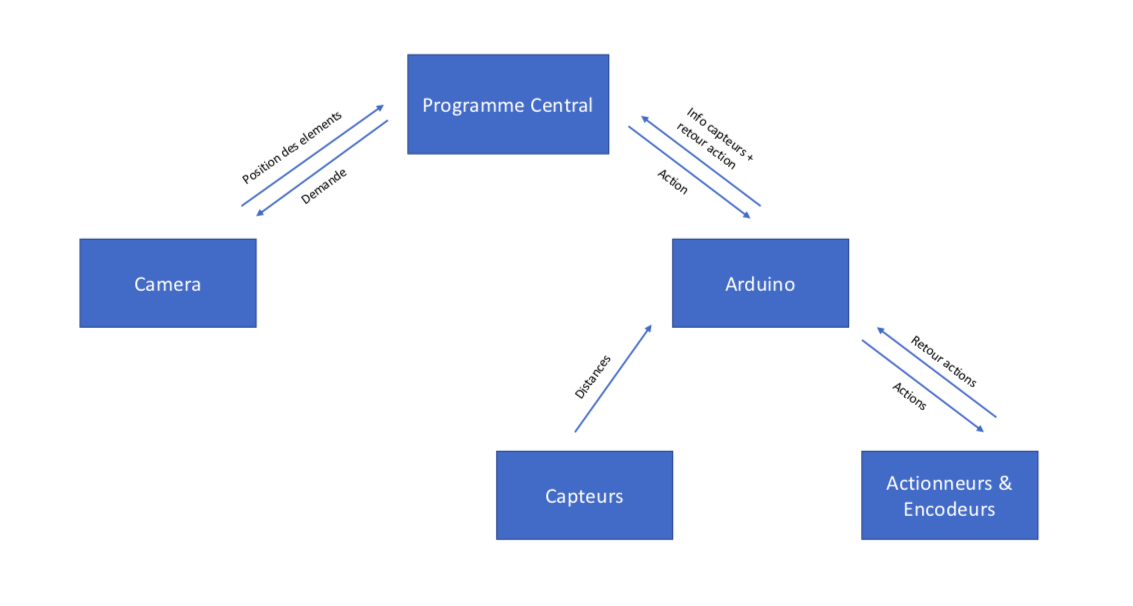 Programme Central
Position des elements
Demande
Info capteurs +
retour action
Action
Camera
Arduino
Distances
Retour actions
Actions
Capteurs
Actionneurs &
Encodeurs